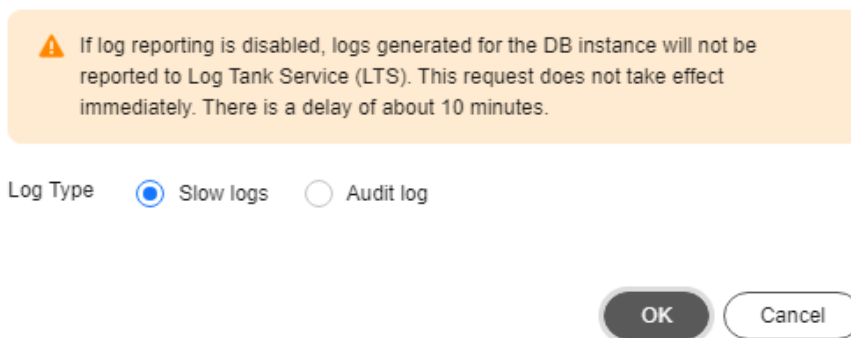 If log reporting is disabled, logs generated for the DB instance will not be
reported to Log Tank Service (LTS). This request does not take effect
immediately. There is a delay of about 10 minutes.
Log Type Slow logs Audit log
OK Cancel